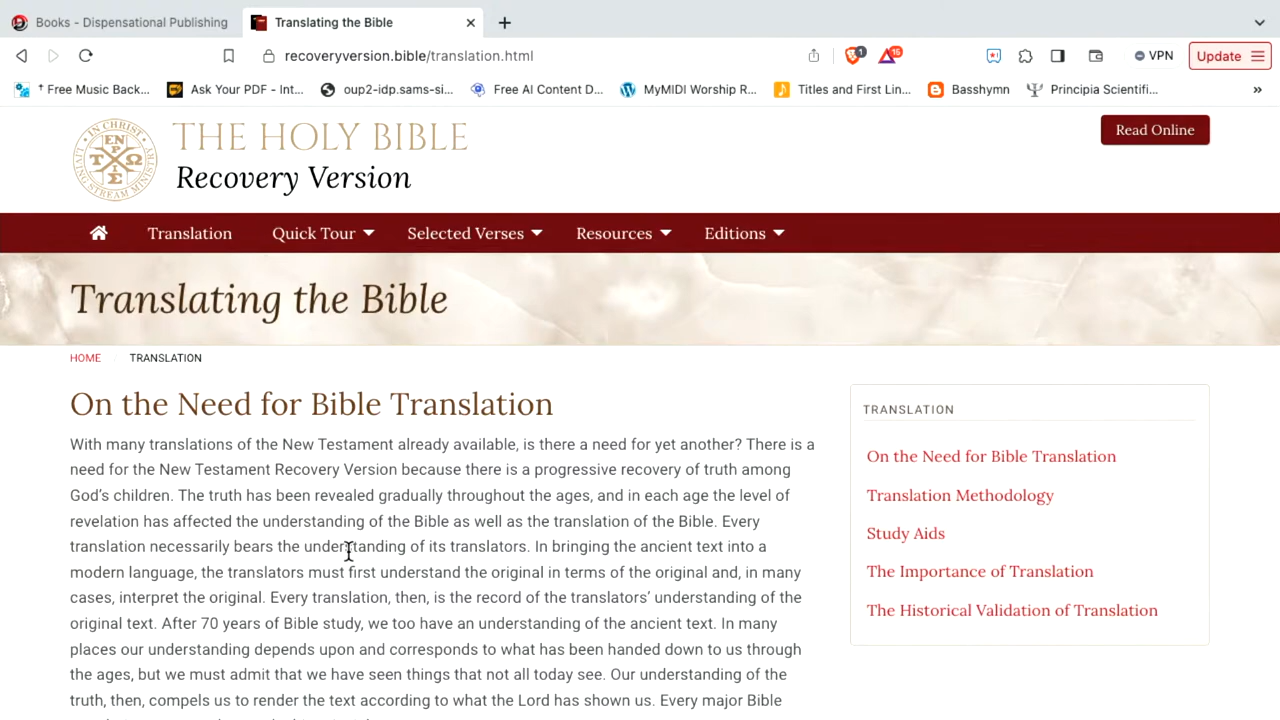 Books - Dispensational Publishing
Translating the Bible
recoveryversion.bible/translation.html
1
15
VPN
Update
† Free Music Back...
Ask Your PDF - Int...
oup2-idp.sams-si...
Free AI Content D...
MyMIDI Worship R...
Titles and First Lin...
Basshymn
Principia Scientifi...
»
IN CHRIST
LIVING STREAM MINISTRY
THE HOLY BIBLE
Recovery Version
Read Online
Translation
Quick Tour
Selected Verses
Resources
Editions
Translating the Bible
HOME
TRANSLATION
On the Need for Bible Translation
With many translations of the New Testament already available, is there a need for yet another? There is a
need for the New Testament Recovery Version because there is a progressive recovery of truth among
God's children. The truth has been revealed gradually throughout the ages, and in each age the level of
revelation has affected the understanding of the Bible as well as the translation of the Bible. Every
translation necessarily bears the understanding of its translators. In bringing the ancient text into a
modern language, the translators must first understand the original in terms of the original and, in many
cases, interpret the original. Every translation, then, is the record of the translators' understanding of the
original text. After 70 years of Bible study, we too have an understanding of the ancient text. In many
places our understanding depends upon and corresponds to what has been handed down to us through
the ages, but we must admit that we have seen things that not all today see. Our understanding of the
truth, then, compels us to render the text according to what the Lord has shown us. Every major Bible
TRANSLATION
On the Need for Bible Translation
Translation Methodology
Study Aids
The Importance of Translation
The Historical Validation of Translation